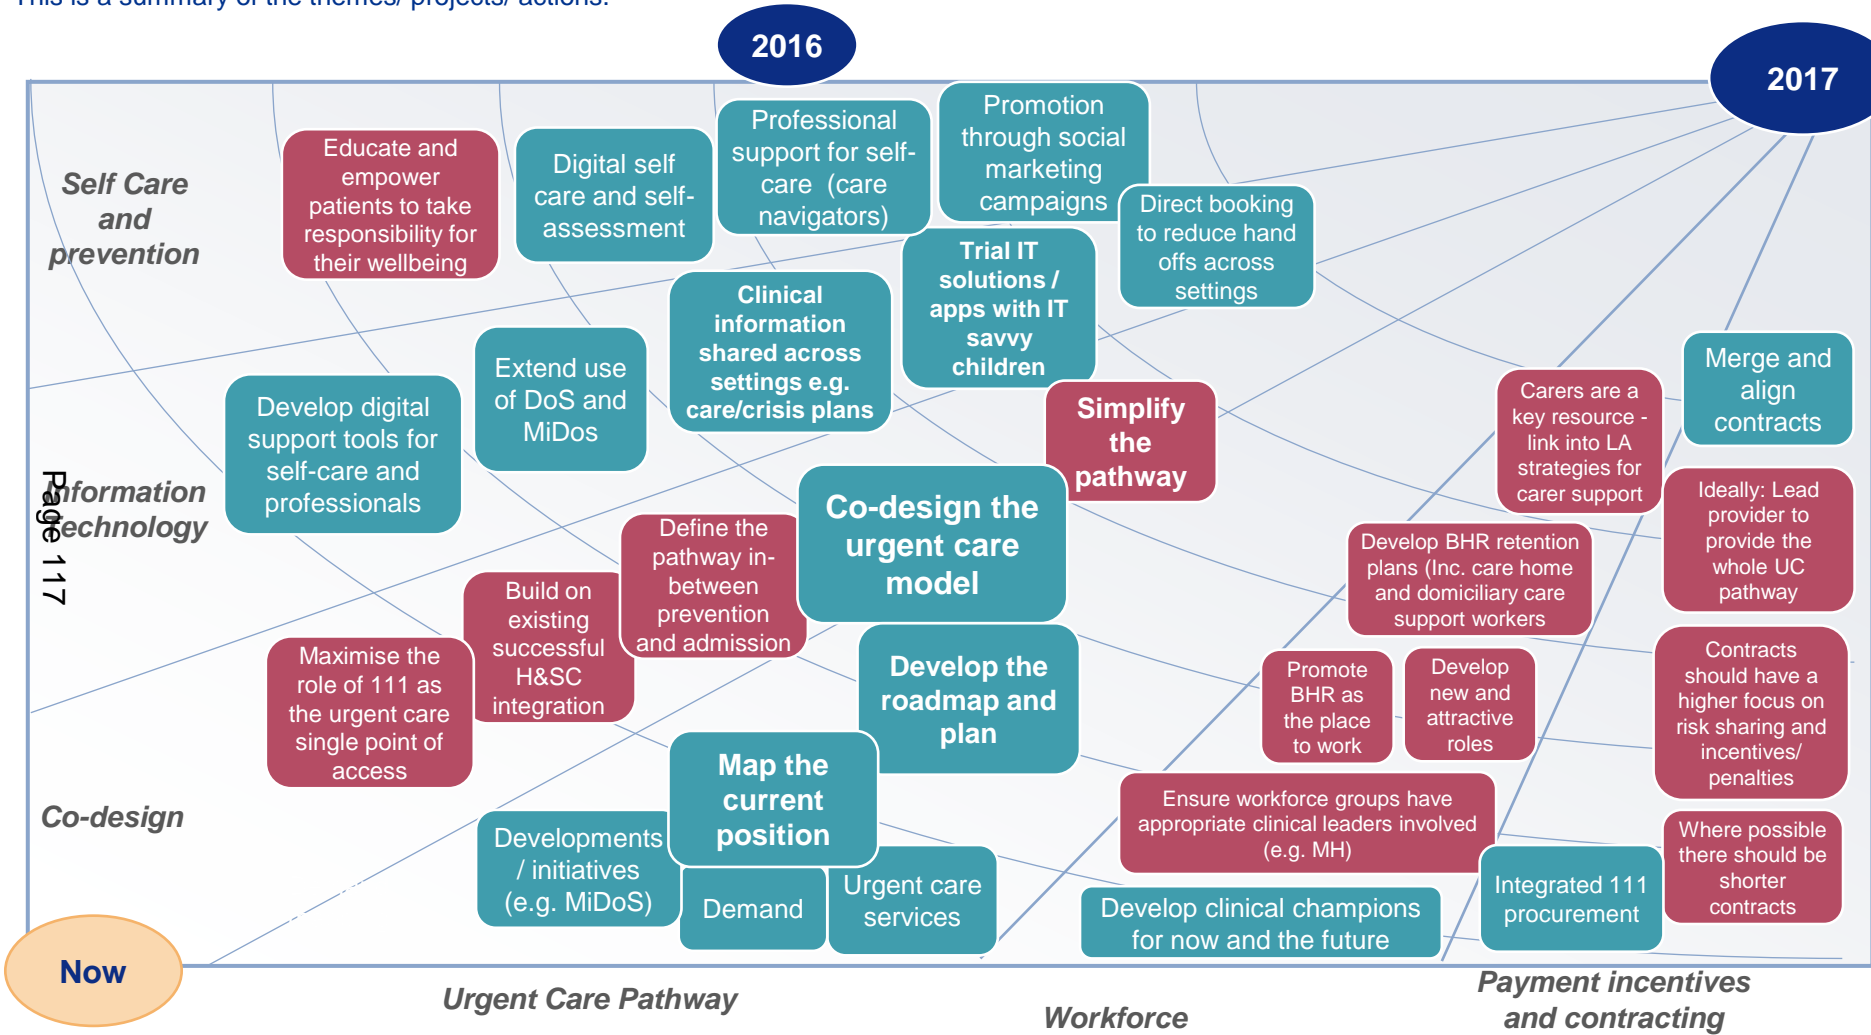 This is a summary of the themes/ projects/ actions.
2016
2017
Self Care
and
prevention
Educate and
empower
patients to take
responsibility for
their wellbeing
Digital self
care and self-
assessment
Professional
support for self-
care (care
navigators)
Promotion
through social
marketing
campaigns
Direct booking
to reduce hand
offs across
settings
Trial IT
solutions /
apps with IT
savvy
children
Clinical
information
shared across
settings e.g.
care/crisis plans
Extend use
of DoS and
MiDos
Develop digital
support tools for
self-care and
professionals
Information
technology
Page 117
Simplify
the
pathway
Carers are a
key resource -
link into LA
strategies for
carer support
Merge and
align
contracts
Ideally: Lead
provider to
provide the
whole UC
pathway
Co-design the
urgent care
model
Define the
pathway in-
between
prevention
and admission
Build on
existing
successful
H&SC
integration
Maximise the
role of 111 as
the urgent care
single point of
access
Develop BHR retention
plans (Inc. care home
and domiciliary care
support workers
Develop the
roadmap and
plan
Promote
BHR as
the place
to work
Develop
new and
attractive
roles
Contracts
should have a
higher focus on
risk sharing and
incentives/
penalties
Co-design
Map the
current
position
Developments
/ initiatives
(e.g. MiDoS)
Demand
Urgent care
services
Ensure workforce groups have
appropriate clinical leaders involved
(e.g. MH)
Develop clinical champions
for now and the future
Integrated 111
procurement
Where possible
there should be
shorter
contracts
Now
Urgent Care Pathway
Workforce
Payment incentives
and contracting